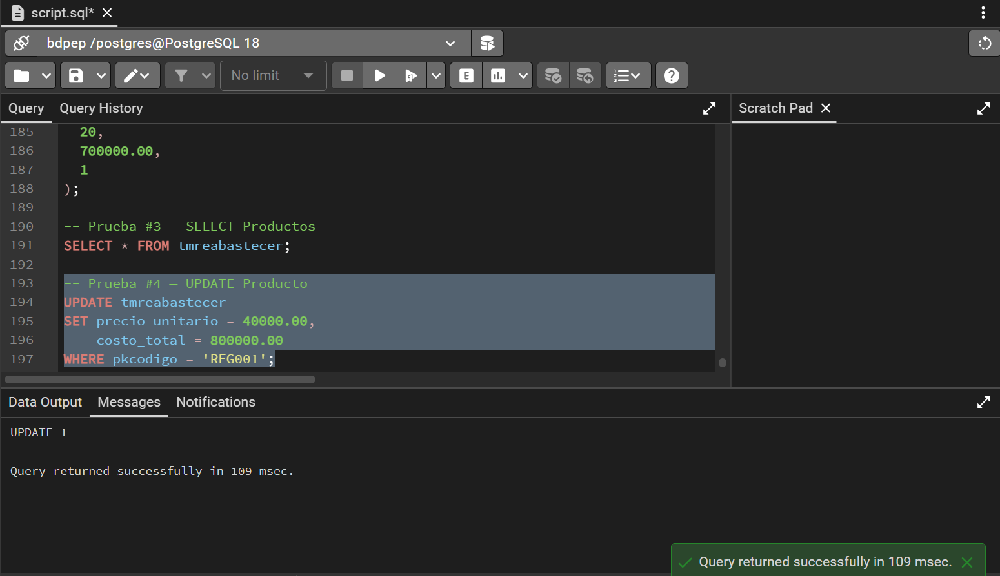 script.sql*
bdpep /postgres@PostgreSQL 18
No limit
E
Query
Query History
Scratch Pad
185 20,
186 700000.00,
187 1
188 );
189
190 -- Prueba #3 – SELECT Productos
191 SELECT * FROM tmreabastecer;
192
193 -- Prueba #4 – UPDATE Producto
194 UPDATE tmreabastecer
195 SET precio_unitario = 40000.00,
196 costo_total = 800000.00
197 WHERE pkcodigo = 'REG001';
Data Output
Messages
Notifications
UPDATE 1
Query returned successfully in 109 msec.
Query returned successfully in 109 msec.